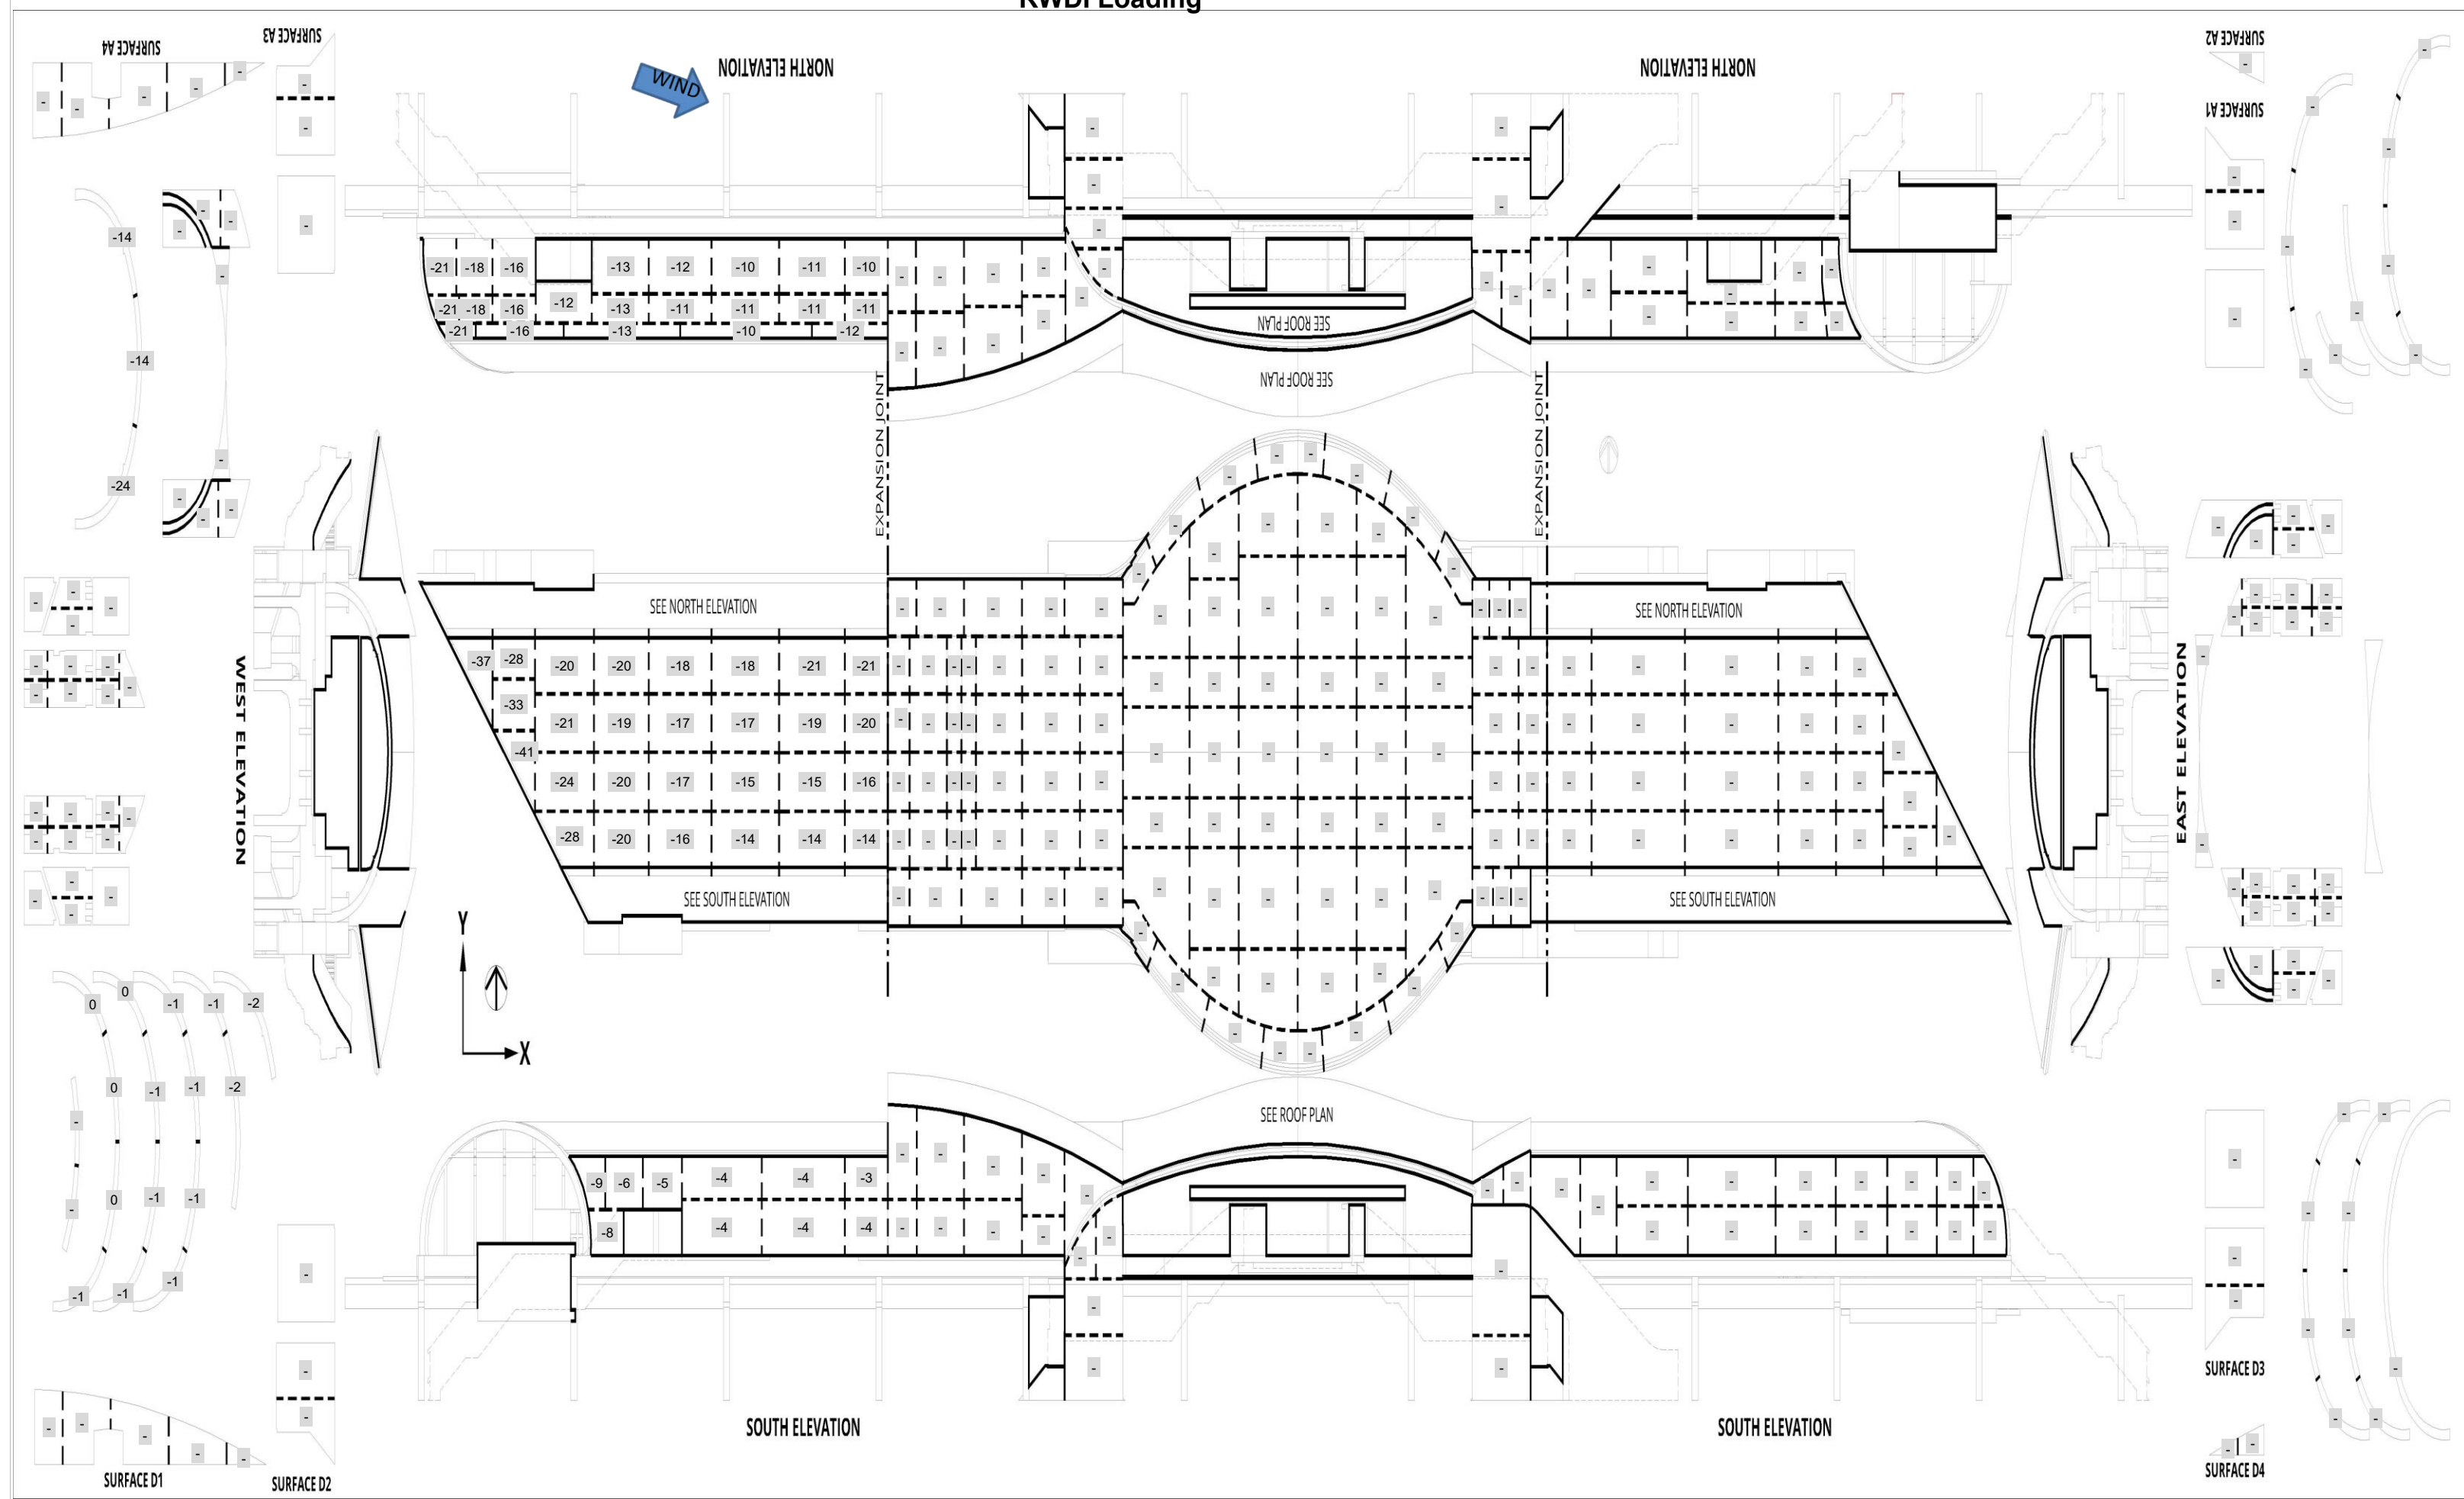 RWDI Loading
SURFACE A4
SURFACE A3
WIND
NORTH ELEVATION
NORTH ELEVATION
SURFACE A2
SURFACE A1
-14
-14
-24
-21 -18 -16 -13 -12 -10 -11 -10
-21 -18 -16 -12 -13 -11 -11 -11 -11
-21 -16 -13 -10 -12
SEE ROOF PLAN
SEE ROOF PLAN
EXPANSION JOINT
EXPANSION JOINT
WEST ELEVATION
SEE NORTH ELEVATION
SEE NORTH ELEVATION
-37 -28 -20 -20 -18 -18 -21 -21
-33 -21 -19 -17 -17 -19 -20
-41
-24 -20 -17 -15 -15 -16
-28 -20 -16 -14 -14 -14
SEE SOUTH ELEVATION
SEE SOUTH ELEVATION
EAST ELEVATION
Y
X
0 0 -1 -1 -2
0 -1 -1 -2
0 -1 -1
-1 -1 -1
SEE ROOF PLAN
-9 -6 -5 -4 -4 -3
-8 -4 -4 -4
SOUTH ELEVATION
SOUTH ELEVATION
SURFACE D1
SURFACE D2
SURFACE D3
SURFACE D4